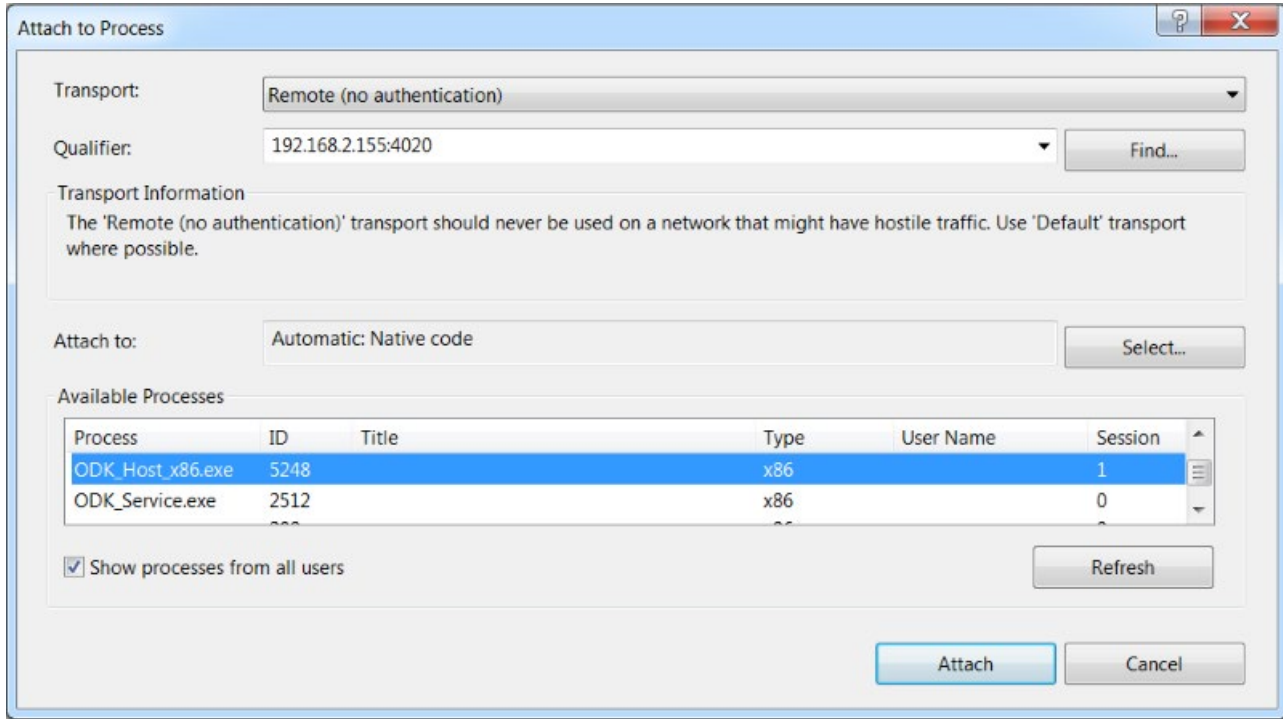 Attach to Process
Transport:
Remote (no authentication)
Qualifier:
192.168.2.155:4020
Find...
Transport Information
The 'Remote (no authentication)' transport should never be used on a network that might have hostile traffic. Use 'Default' transport
where possible.
Attach to:
Automatic: Native code
Select...
Available Processes
Process ID Title Type User Name Session
ODK_Host_x86.exe 5248 x86 1
ODK_Service.exe 2512 x86 0
Show processes from all users
Refresh
Attach
Cancel